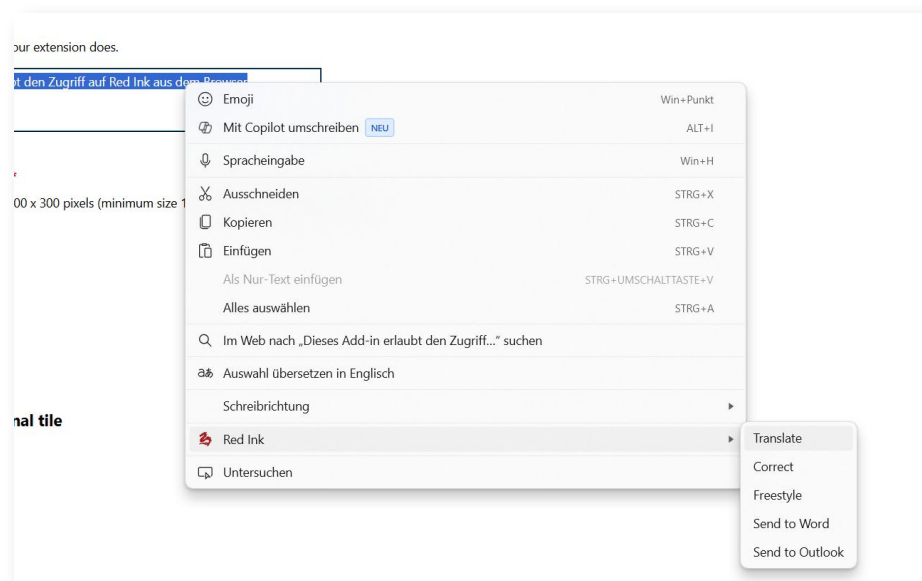 our extension does.
den Zugriff auf Red Ink aus dem Browser
Emoji Win+Punkt
Mit Copilot umschreiben NEU ALT+I
Spracheingabe Win+H
*
00 x 300 pixels (minimum size 1
Ausschneiden STRG+X
Kopieren STRG+C
Einfügen STRG+V
Als Nur-Text einfügen STRG+UMSCHALTTASTE+V
Alles auswählen STRG+A
Im Web nach „Dieses Add-in erlaubt den Zugriff...“ suchen
aあ Auswahl übersetzen in Englisch
Schreibrichtung
nal tile
Red Ink
Untersuchen
Translate
Correct
Freestyle
Send to Word
Send to Outlook